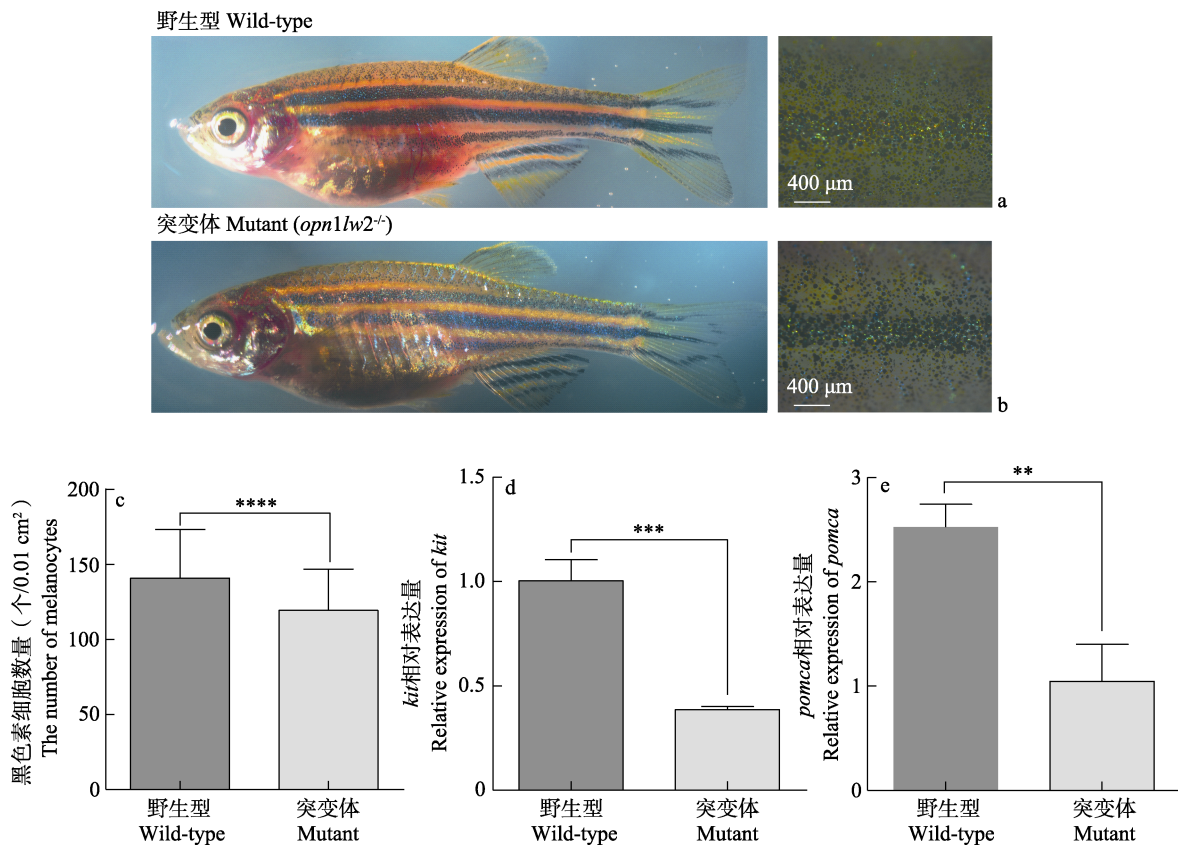 野生型 Wild-type
400 μm
a
突变体 Mutant (opn1lw2-/-)
400 μm
b
黑色素细胞数量（个/0.01 cm²）
The number of melanocytes
200
150
100
50
0
c
****
野生型
Wild-type
突变体
Mutant
kit相对表达量
Relative expression of kit
1.5
1.0
0.5
0
d
***
野生型
Wild-type
突变体
Mutant
pomca相对表达量
Relative expression of pomca
3
2
1
0
e
**
野生型
Wild-type
突变体
Mutant